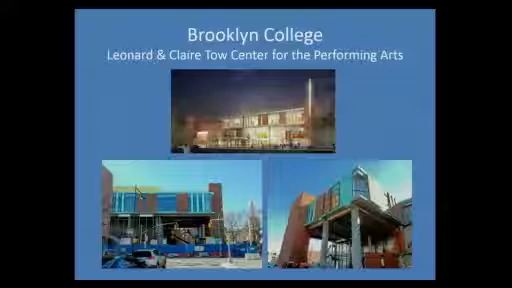 Brooklyn College
Leonard & Claire Tow Center for the Performing Arts